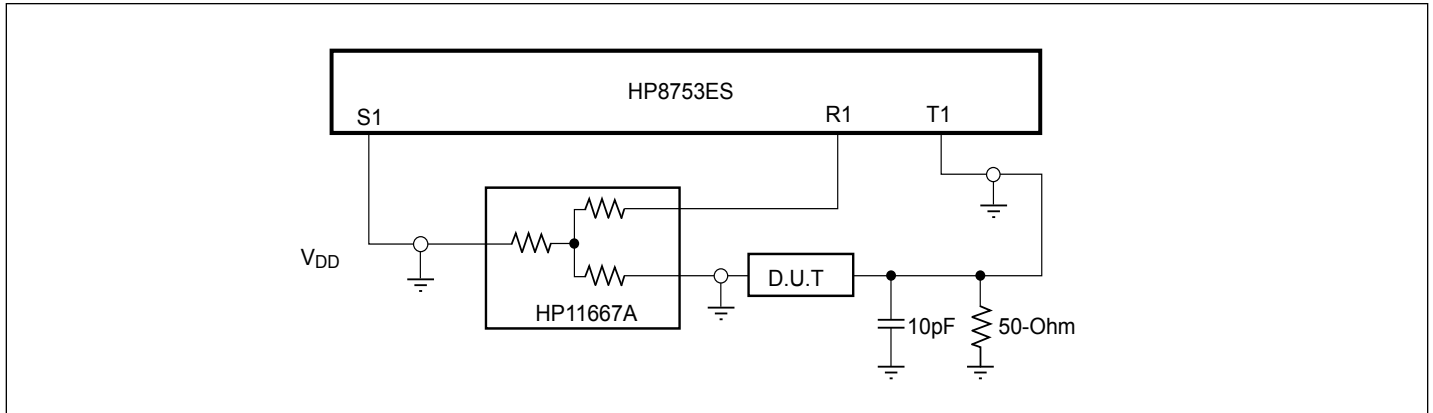 HP8753ES
S1
R1
T1
VDD
D.U.T
HP11667A
10pF
50-Ohm